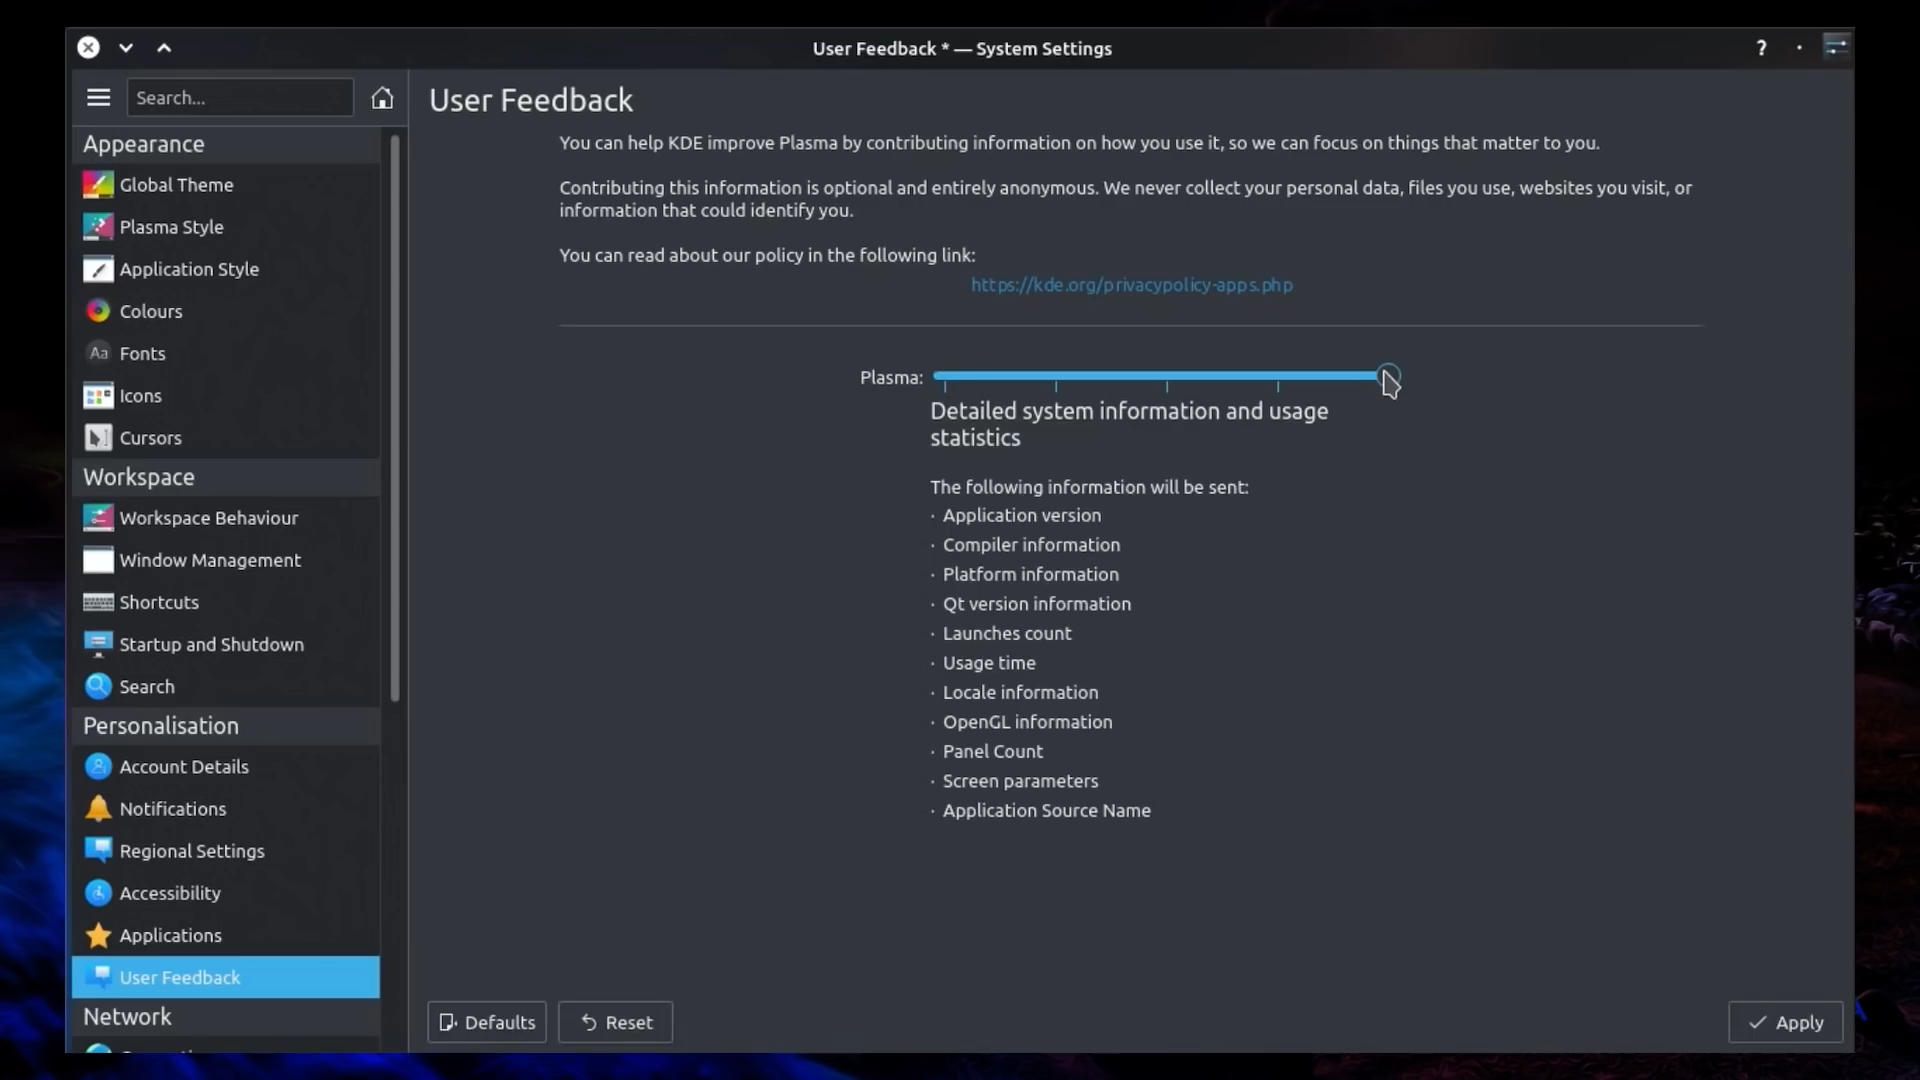 User Feedback * — System Settings
?
Search...
User Feedback
You can help KDE improve Plasma by contributing information on how you use it, so we can focus on things that matter to you.
Contributing this information is optional and entirely anonymous. We never collect your personal data, files you use, websites you visit, or
information that could identify you.
You can read about our policy in the following link:
https://kde.org/privacypolicy-apps.php
Plasma:
Detailed system information and usage
statistics
The following information will be sent:
· Application version
· Compiler information
· Platform information
· Qt version information
· Launches count
· Usage time
· Locale information
· OpenGL information
· Panel Count
· Screen parameters
· Application Source Name
Appearance
Global Theme
Plasma Style
Application Style
Colours
Aa Fonts
Icons
Cursors
Workspace
Workspace Behaviour
Window Management
Shortcuts
Startup and Shutdown
Search
Personalisation
Account Details
Notifications
Regional Settings
Accessibility
Applications
User Feedback
Network
Defaults
Reset
Apply